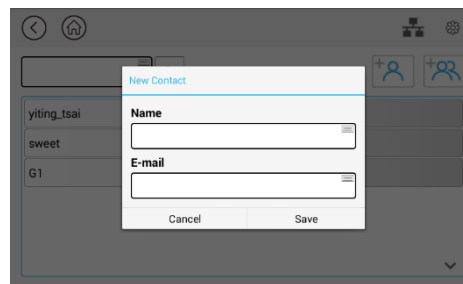 New Contact
yiting_tsai
Name
sweet
E-mail
G1
Cancel Save